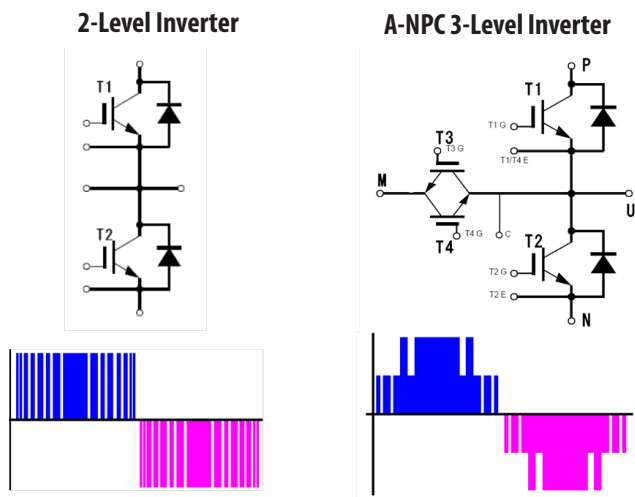 2-Level Inverter
A-NPC 3-Level Inverter
T1
T2
P
T1
T1 G
T1/T4 E
T3
T3 G
M
U
T4
T4 G
C
T2
T2 G
T2 E
N